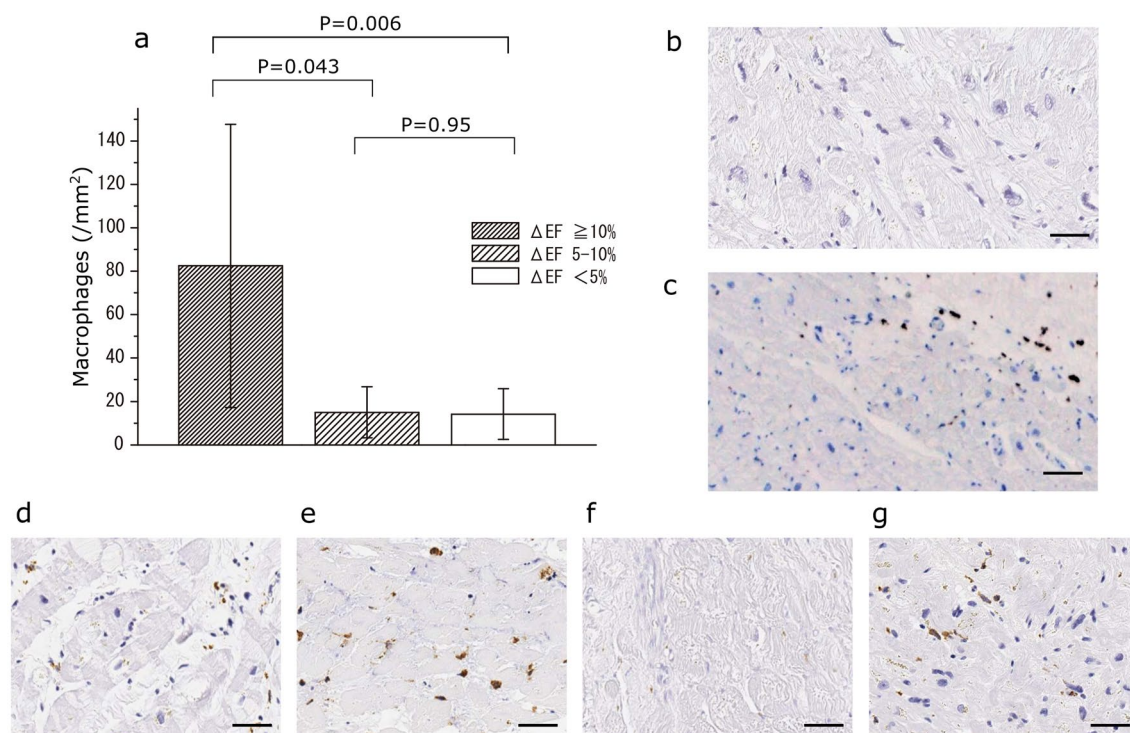 a
P=0.006
P=0.043
P=0.95
Macrophages (/mm²)
140
120
100
80
60
40
20
0
ΔEF ≧10%
ΔEF 5-10%
ΔEF <5%
b
c
d
e
f
g